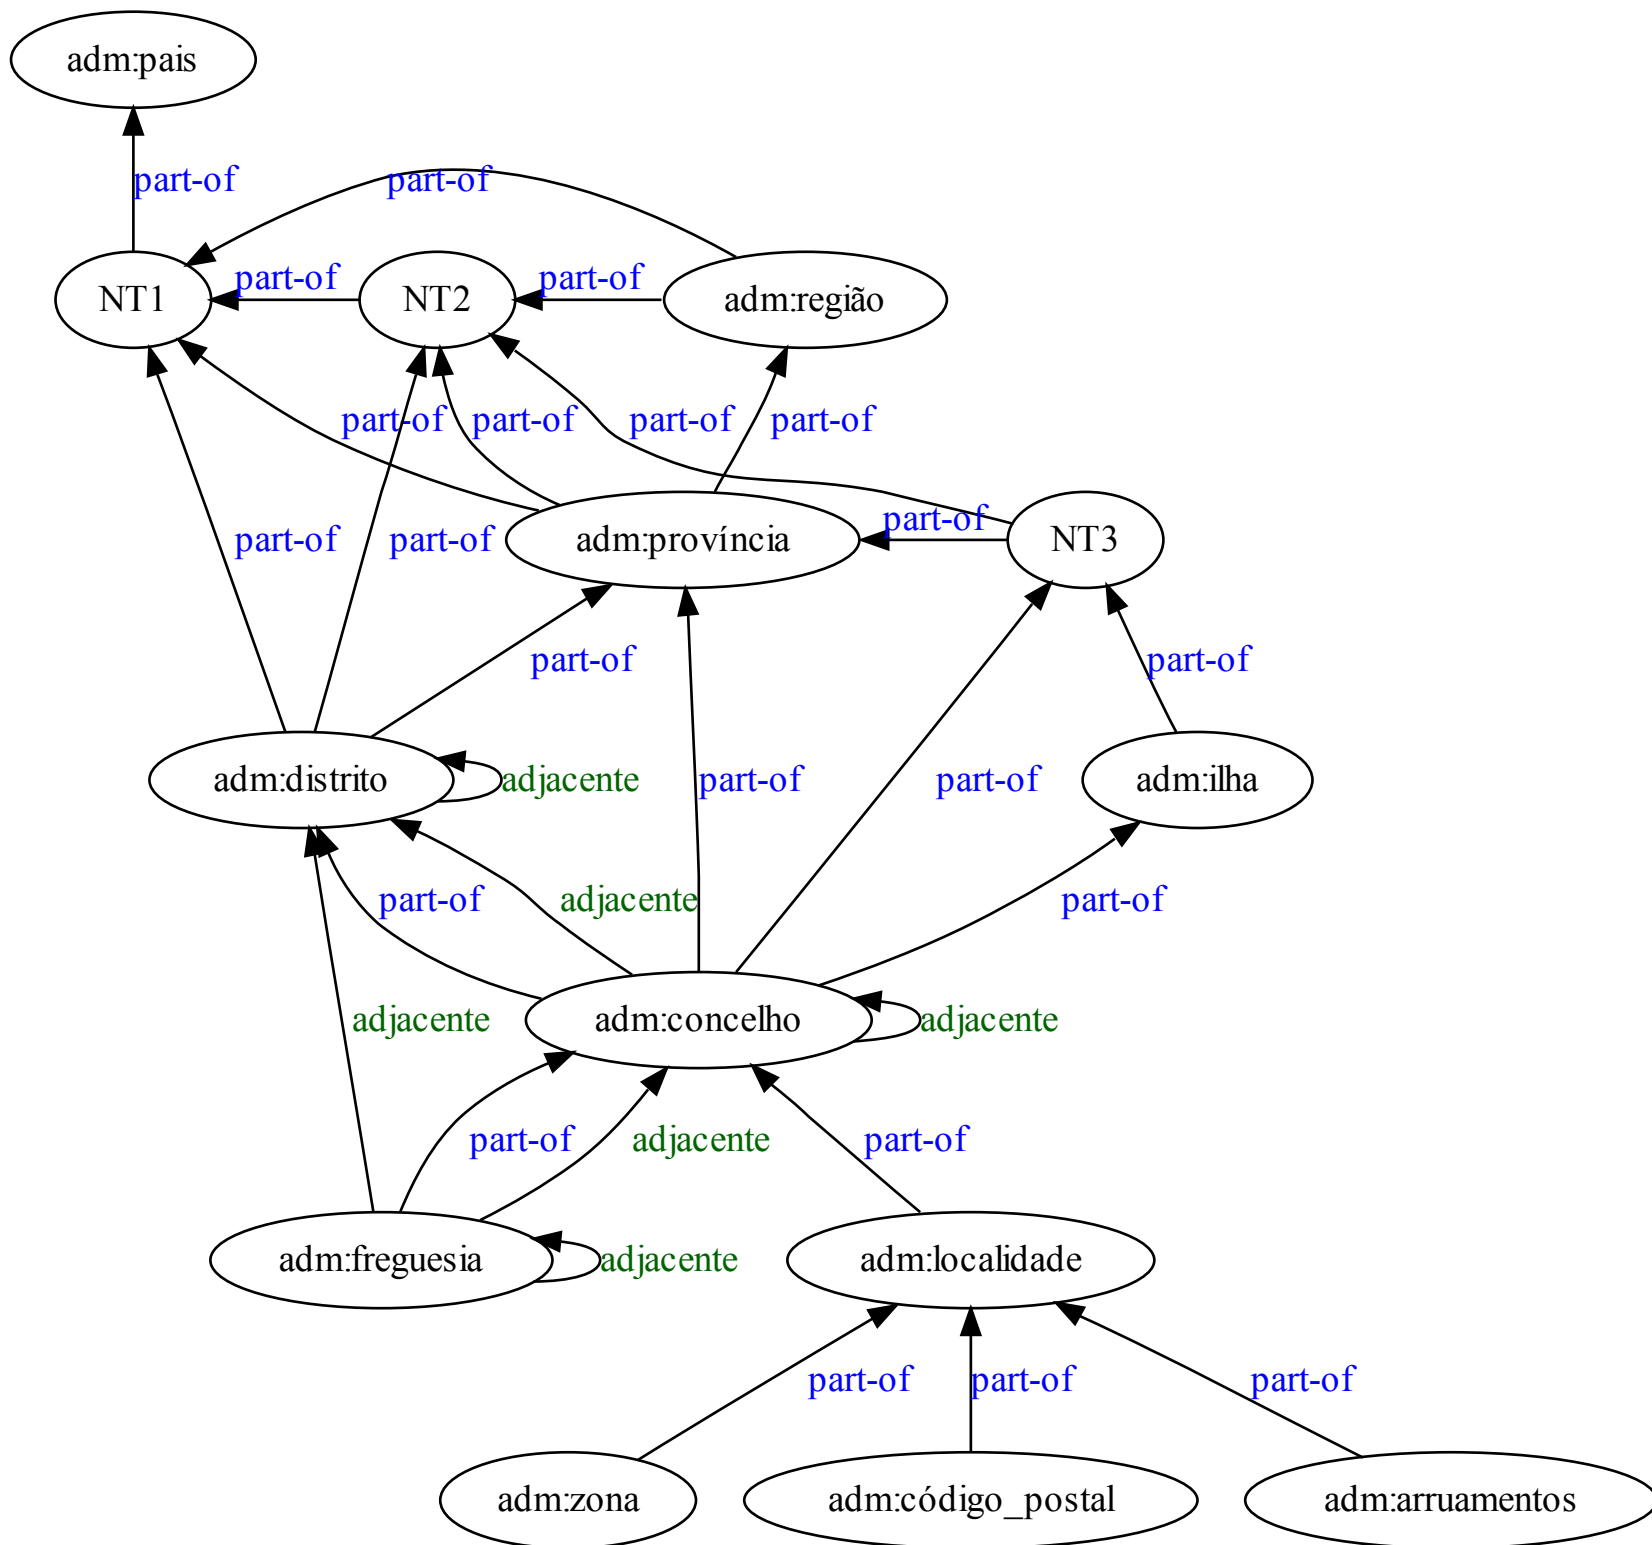 adm:pais
part-of
part-of
part-of
part-of
NT1
NT2
adm:região
part-of
part-of
part-of
part-of
part-of
part-of
part-of
adm:província
NT3
part-of
part-of
adm:distrito
adjacente
adm:ilha
part-of
part-of
part-of
adjacente
part-of
adjacente
adm:concelho
adjacente
part-of
adjacente
part-of
adm:freguesia
adjacente
adm:localidade
part-of
part-of
part-of
adm:zona
adm:código_postal
adm:arruamentos